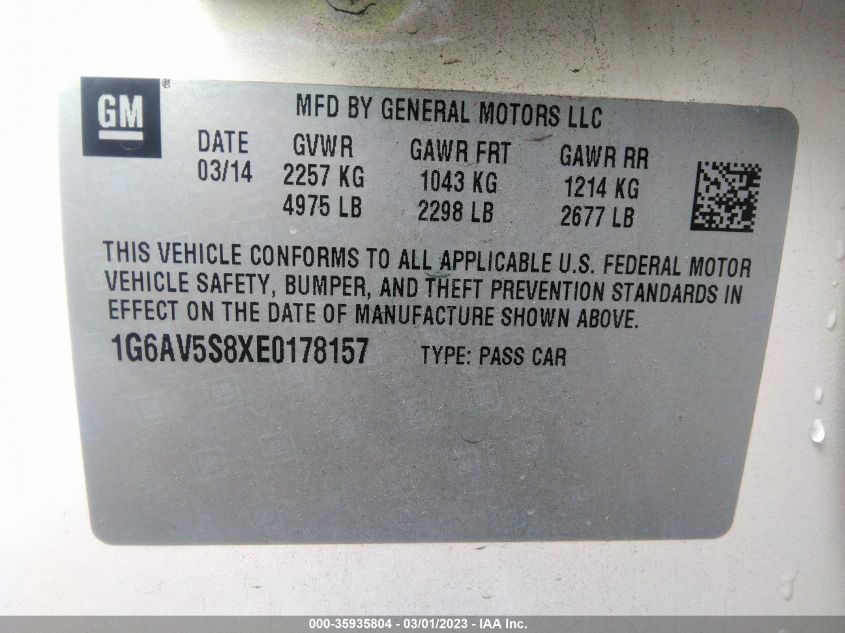 GM ®
MFD BY GENERAL MOTORS LLC
DATE GVWR GAWR FRT GAWR RR
03/14 2257 KG 1043 KG 1214 KG
4975 LB 2298 LB 2677 LB
THIS VEHICLE CONFORMS TO ALL APPLICABLE U.S. FEDERAL MOTOR
VEHICLE SAFETY, BUMPER, AND THEFT PREVENTION STANDARDS IN
EFFECT ON THE DATE OF MANUFACTURE SHOWN ABOVE.
1G6AV5S8XE0178157 TYPE: PASS CAR
000-35935804 - 03/01/2023 - IAA Inc.